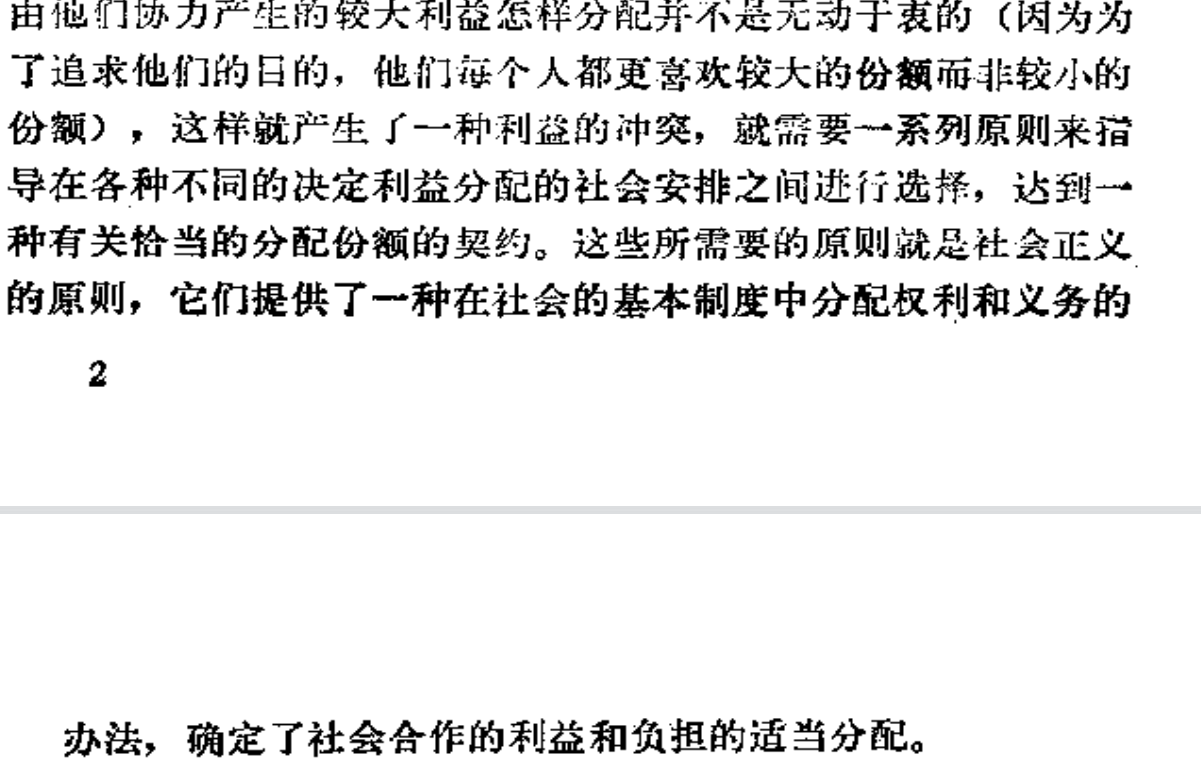 由他们协力产生的较大利益怎样分配并不是无动于衷的（因为为
了追求他们的目的，他们每个人都更喜欢较大的份额而非较小的
份额），这样就产生了一种利益的冲突，就需要一系列原则来指
导在各种不同的决定利益分配的社会安排之间进行选择，达到一
种有关恰当的分配份额的契约。这些所需要的原则就是社会正义
的原则，它们提供了一种在社会的基本制度中分配权利和义务的
2
办法，确定了社会合作的利益和负担的适当分配。